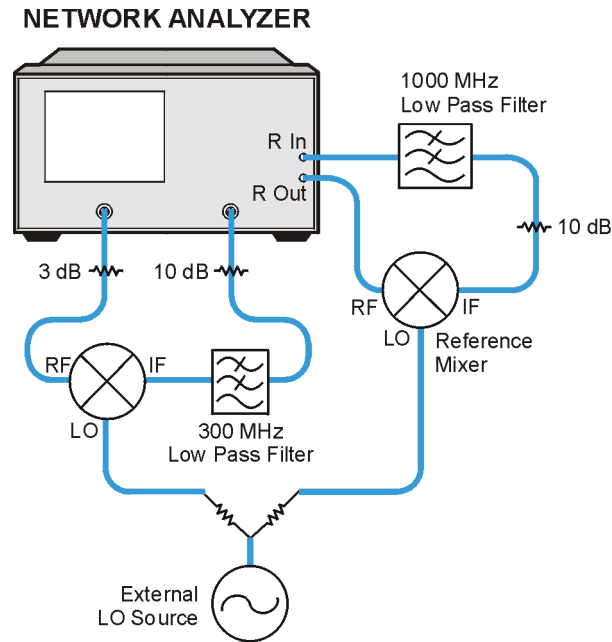 NETWORK ANALYZER
1000 MHz
Low Pass Filter
R In
R Out
10 dB
3 dB
10 dB
RF
IF
LO
Reference
Mixer
RF
IF
LO
300 MHz
Low Pass Filter
External
LO Source